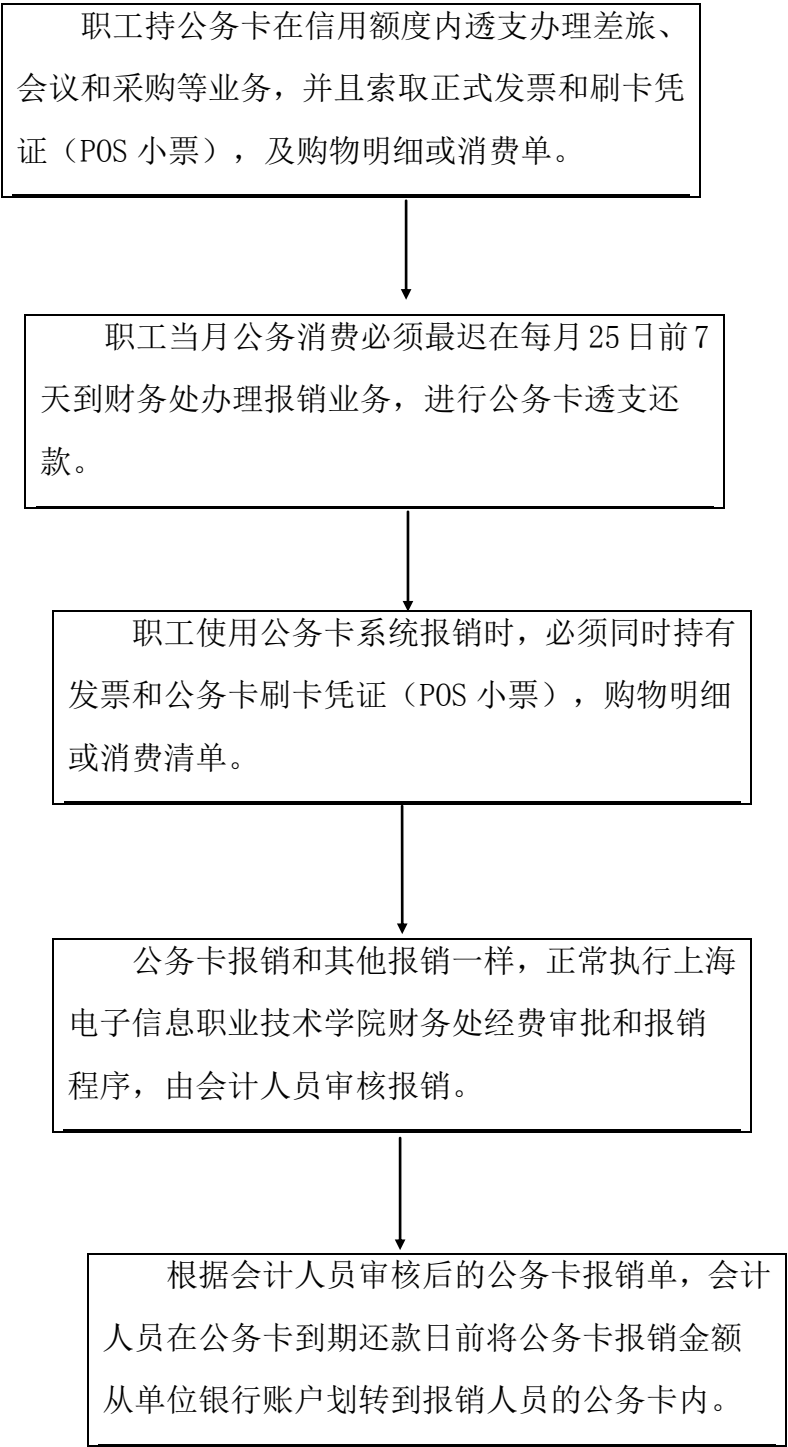 职工持公务卡在信用额度内透支办理差旅、
会议和采购等业务，并且索取正式发票和刷卡凭
证（POS 小票），及购物明细或消费单。
职工当月公务消费必须最迟在每月 25 日前 7
天到财务处办理报销业务，进行公务卡透支还
款。
职工使用公务卡系统报销时，必须同时持有
发票和公务卡刷卡凭证（POS 小票），购物明细
或消费清单。
公务卡报销和其他报销一样，正常执行上海
电子信息职业技术学院财务处经费审批和报销
程序，由会计人员审核报销。
根据会计人员审核后的公务卡报销单，会计
人员在公务卡到期还款日前将公务卡报销金额
从单位银行账户划转到报销人员的公务卡内。